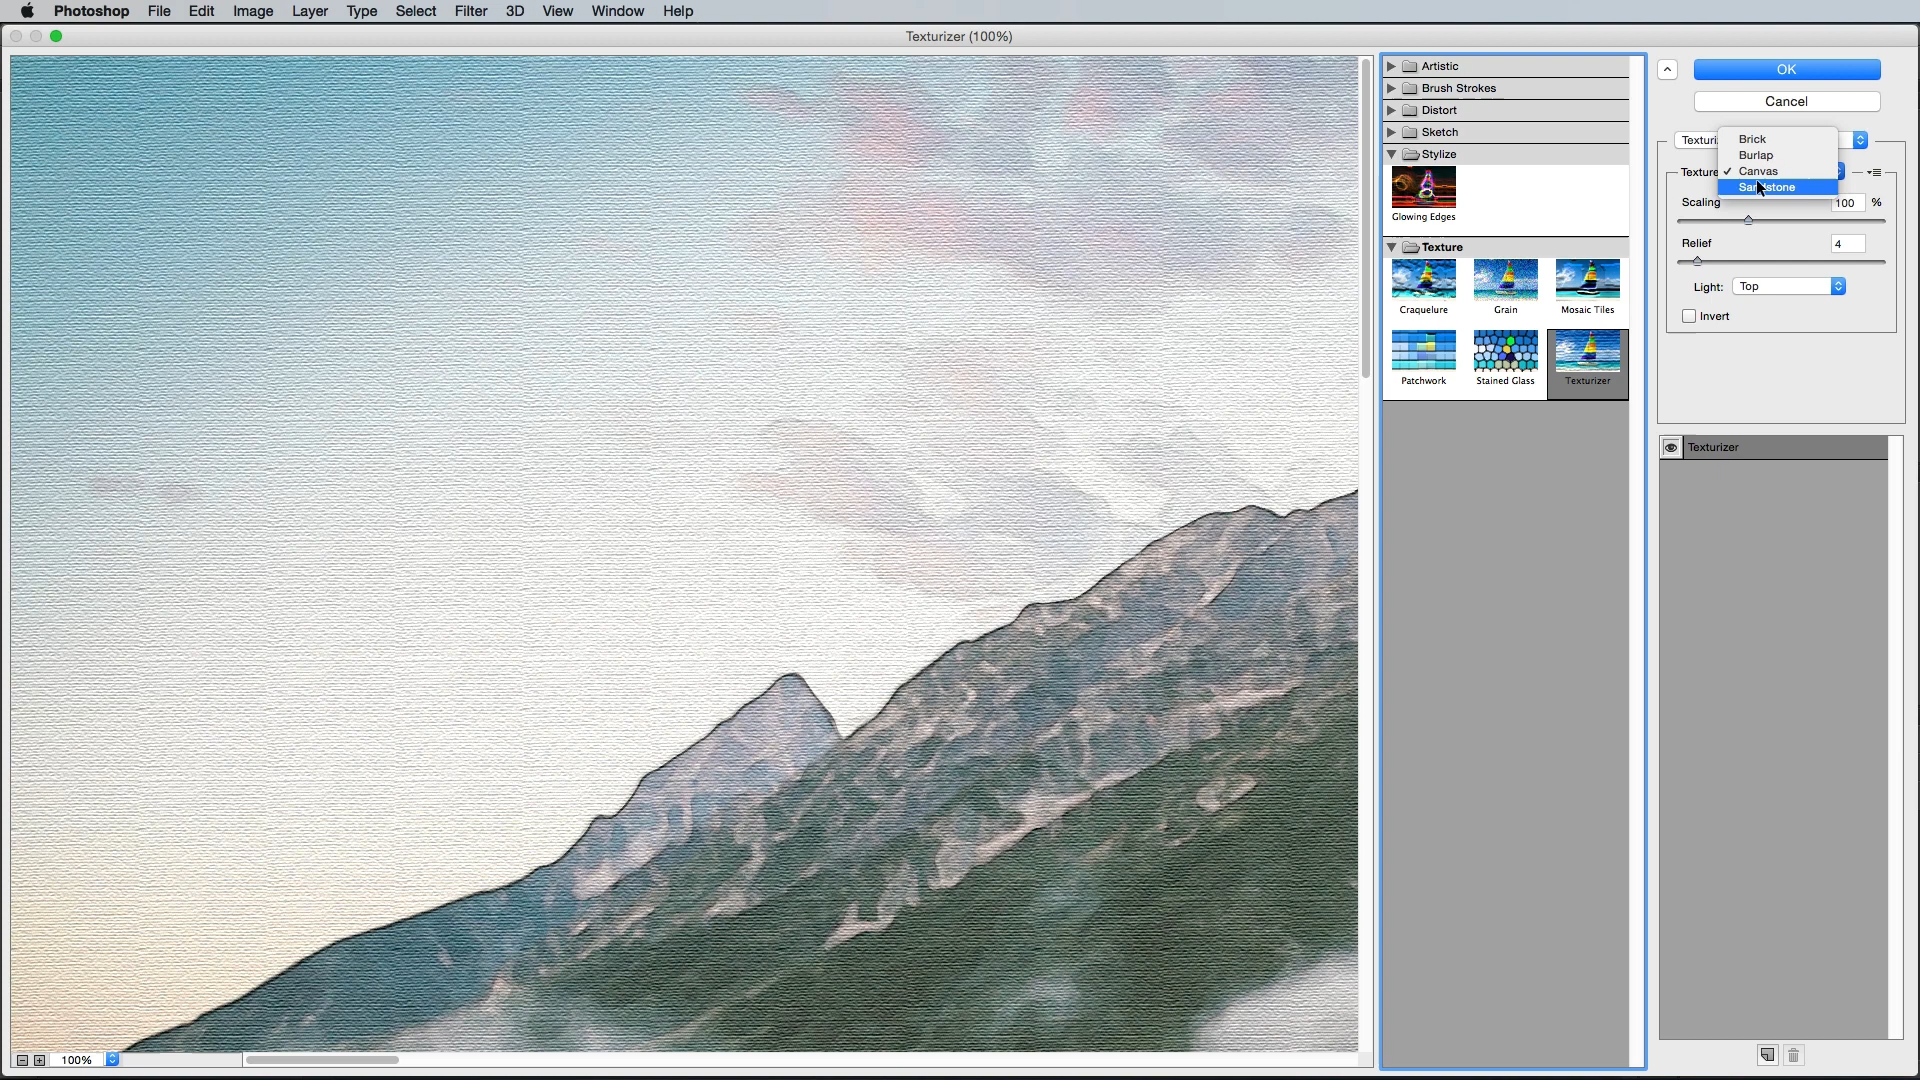 Photoshop File Edit Image Layer Type Select Filter 3D View Window Help
Texturizer (100%)
Artistic
Brush Strokes
Distort
Sketch
Stylize
Glowing Edges
Texture
Craquelure Grain Mosaic Tiles
Patchwork Stained Glass Texturizer
OK
Cancel
Texturi
Brick
Burlap
✓ Canvas
Sandstone
Texture
Scaling 100 %
Relief 4
Light: Top
Invert
Texturizer
100%